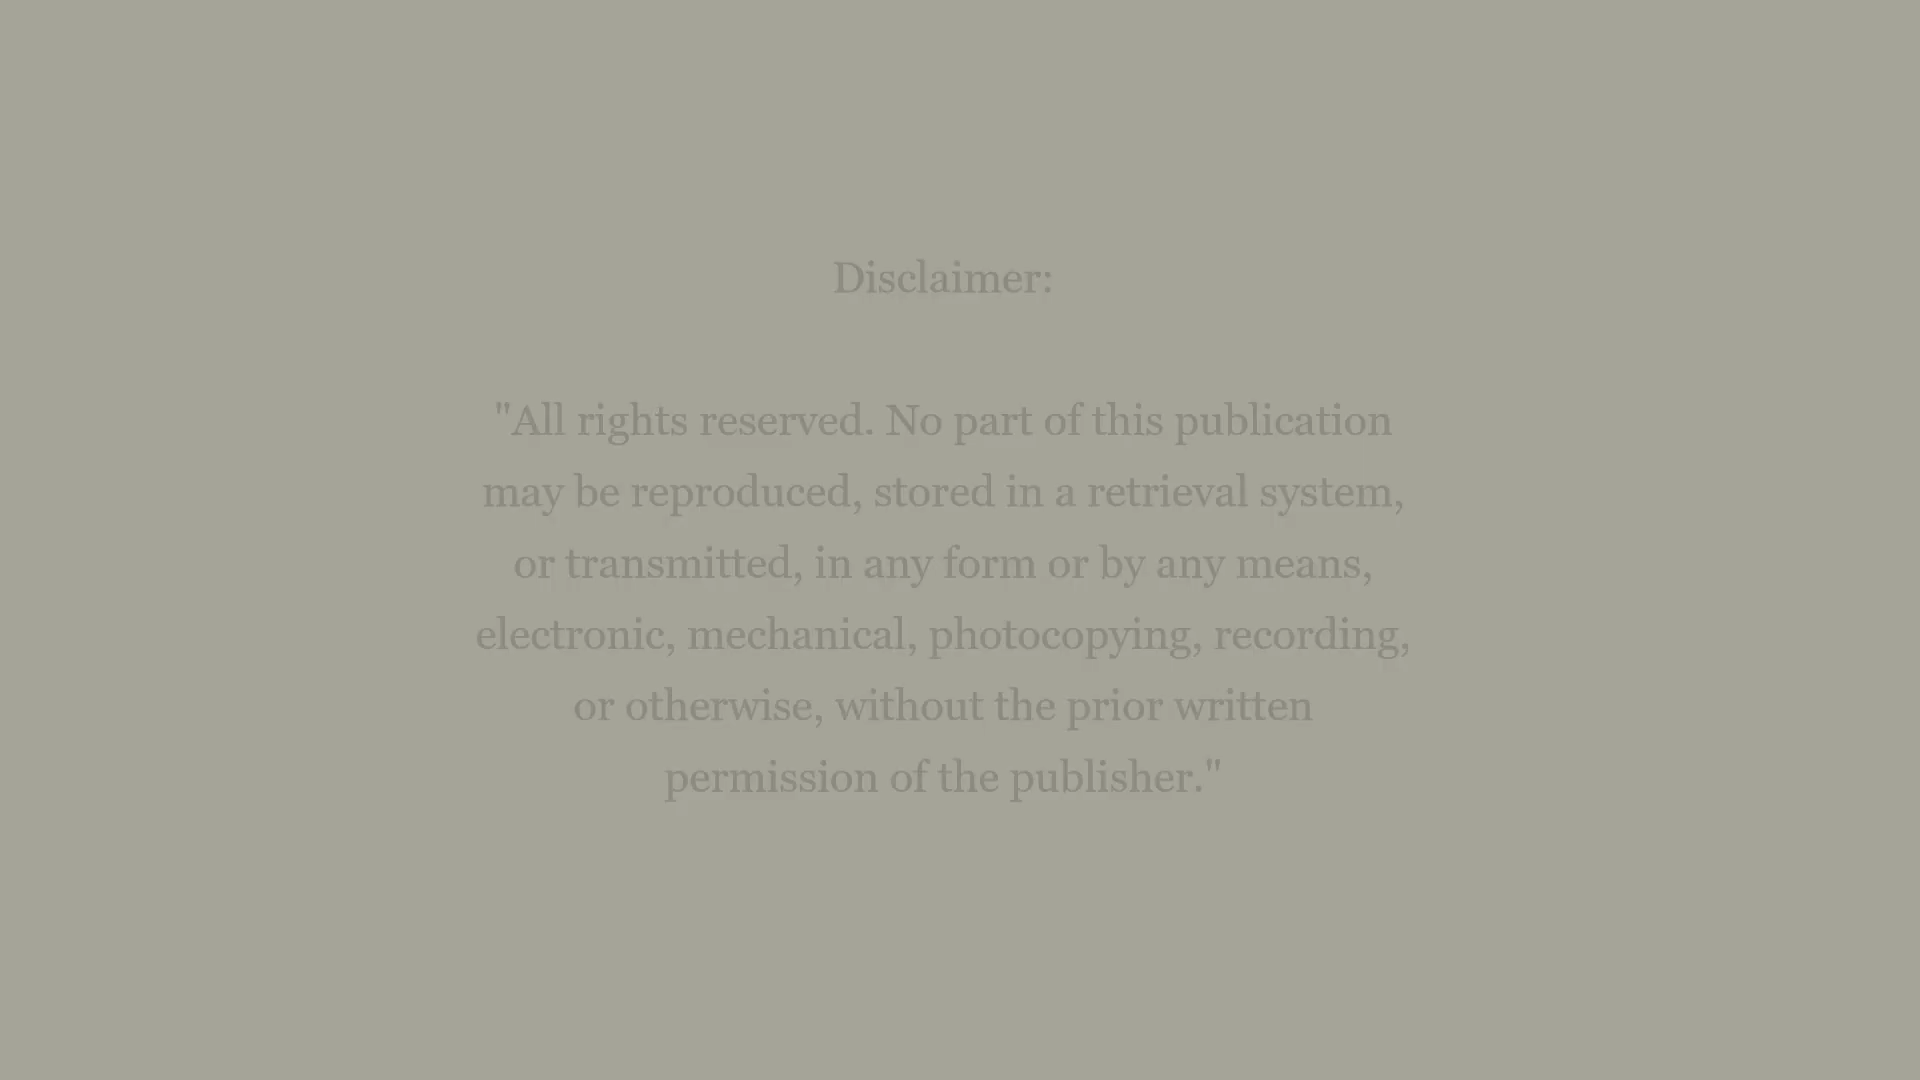 Disclaimer:
"All rights reserved. No part of this publication
may be reproduced, stored in a retrieval system,
or transmitted, in any form or by any means,
electronic, mechanical, photocopying, recording,
or otherwise, without the prior written
permission of the publisher."